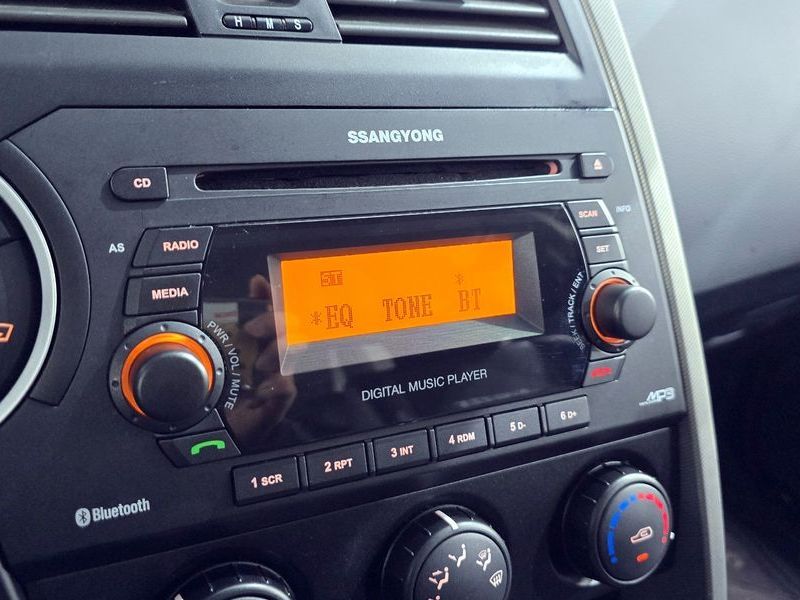 H M S
SSANGYONG
CD
SCAN INFO
AS RADIO
SET
MEDIA
*EQ TONE BT
PWR / VOL / MUTE
SEEK / TRACK / ENT
DIGITAL MUSIC PLAYER
MP3
1 SCR 2 RPT 3 INT 4 RDM 5 D- 6 D+
Bluetooth